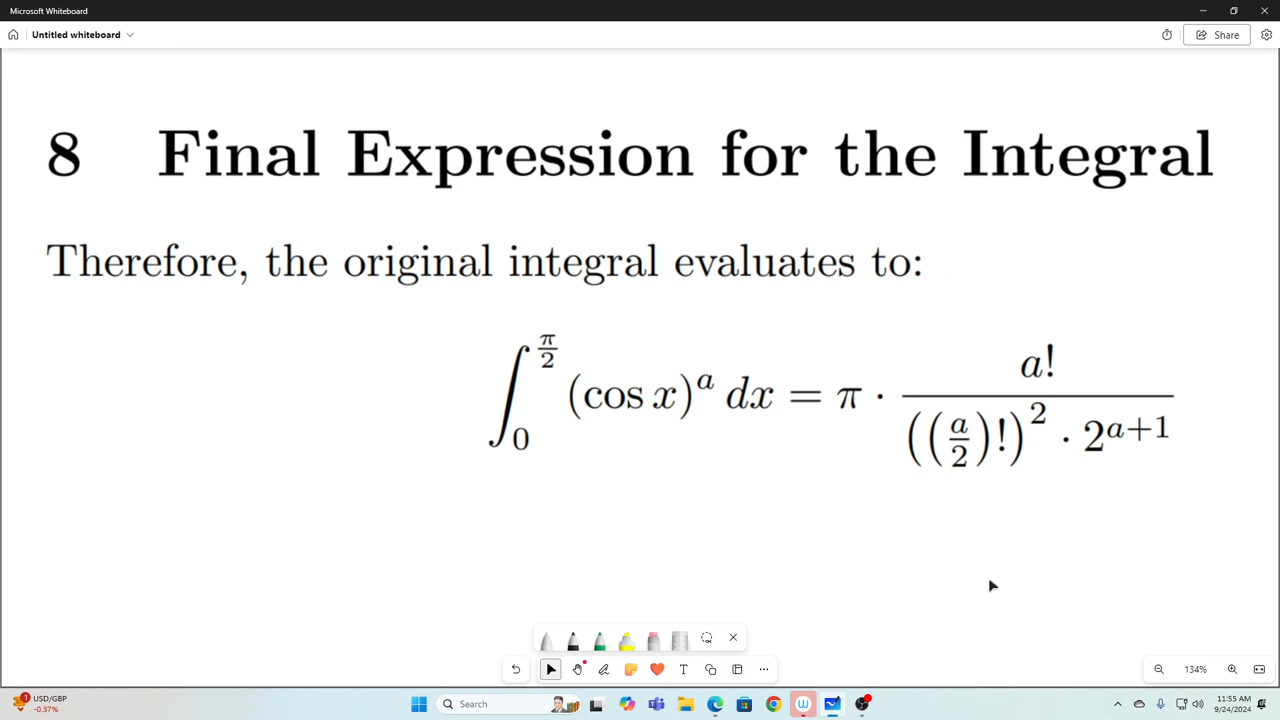 Microsoft Whiteboard
Untitled whiteboard
Share
8 Final Expression for the Integral
Therefore, the original integral evaluates to:
∫_0^{π/2} (cos x)^a dx = π · a! / (((a/2)!)^2 · 2^{a+1})
134%
1
USD/GBP
-0.37%
Search
11:55 AM
9/24/2024